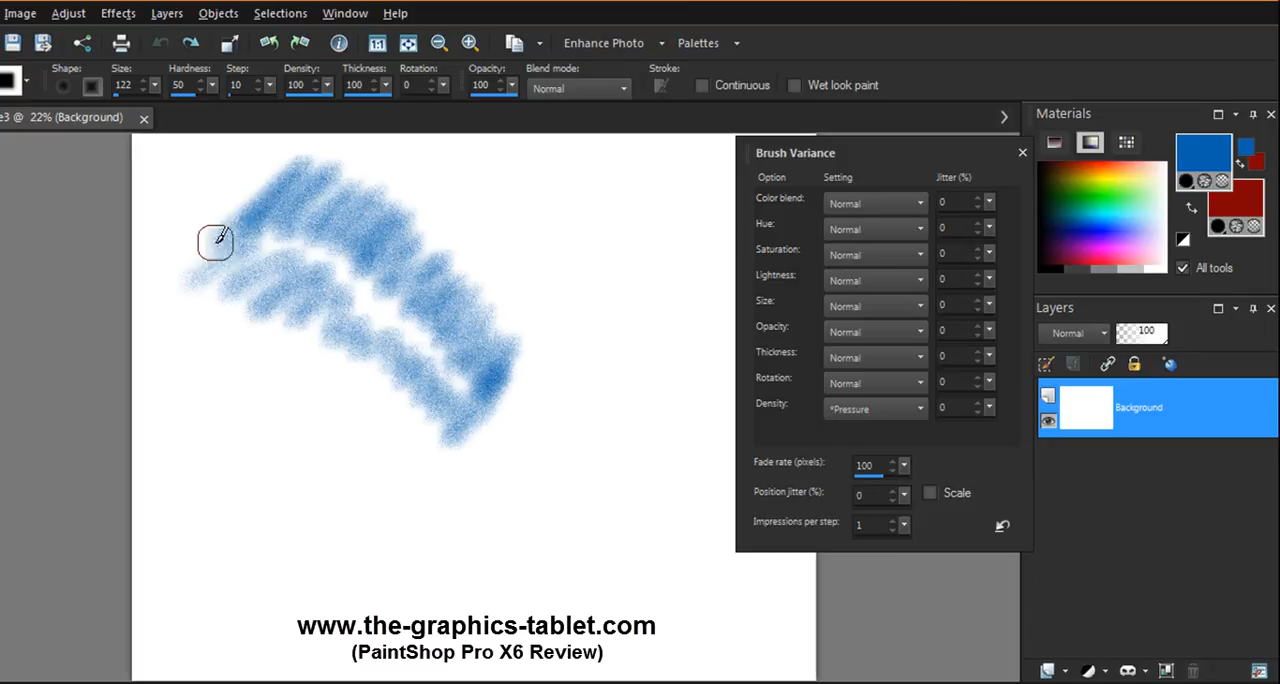 Image Adjust Effects Layers Objects Selections Window Help
1:1 Enhance Photo Palettes
Shape: Size: Hardness: Step: Density: Thickness: Rotation: Opacity: Blend mode: Stroke:
122 50 10 100 100 0 100 Normal Continuous Wet look paint
e3 @ 22% (Background)
Brush Variance
Option Setting Jitter (%)
Color blend: Normal 0
Hue: Normal 0
Saturation: Normal 0
Lightness: Normal 0
Size: Normal 0
Opacity: Normal 0
Thickness: Normal 0
Rotation: Normal 0
Density: *Pressure 0
Fade rate (pixels): 100
Position jitter (%): 0 Scale
Impressions per step: 1
Materials
All tools
Layers
Normal 100
Background
www.the-graphics-tablet.com
(PaintShop Pro X6 Review)